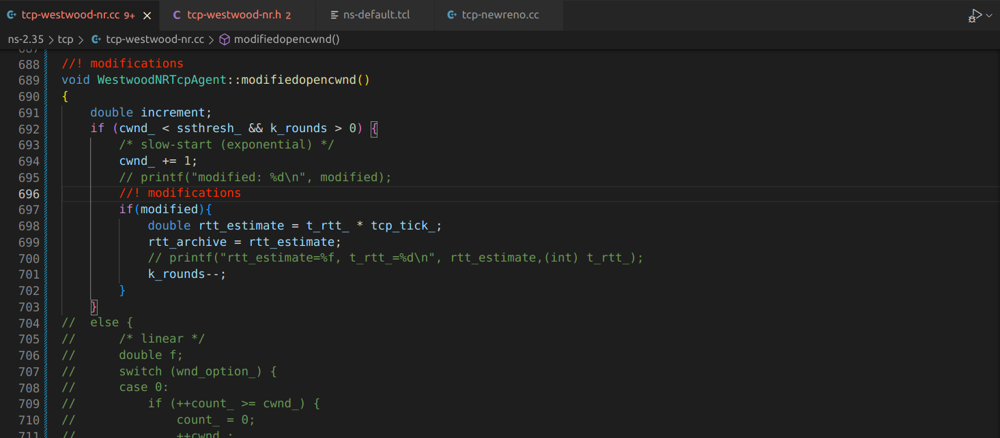 tcp-westwood-nr.cc 9+ tcp-westwood-nr.h 2 ns-default.tcl tcp-newreno.cc
ns-2.35 > tcp > tcp-westwood-nr.cc > modifiedopencwnd()
687
688 //! modifications
689 void WestwoodNRTcpAgent::modifiedopencwnd()
690 {
691 double increment;
692 if (cwnd_ < ssthresh_ && k_rounds > 0) {
693 /* slow-start (exponential) */
694 cwnd_ += 1;
695 // printf("modified: %d\n", modified);
696 //! modifications
697 if(modified){
698 double rtt_estimate = t_rtt_ * tcp_tick_;
699 rtt_archive = rtt_estimate;
700 // printf("rtt_estimate=%f, t_rtt_=%d\n", rtt_estimate,(int) t_rtt_);
701 k_rounds--;
702 }
703 }
704 // else {
705 // /* linear */
706 // double f;
707 // switch (wnd_option_) {
708 // case 0:
709 // if (++count_ >= cwnd_) {
710 // count_ = 0;
711 // ++cwnd_;